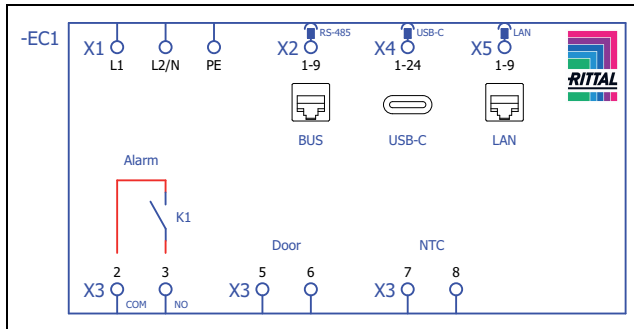 -EC1
X1 L1 L2/N PE
X2 RS-485 1-9
X4 USB-C 1-24
X5 LAN 1-9
RITTAL
BUS USB-C LAN
Alarm
K1
Door NTC
2 3 5 6 7 8
X3 COM NO X3 X3